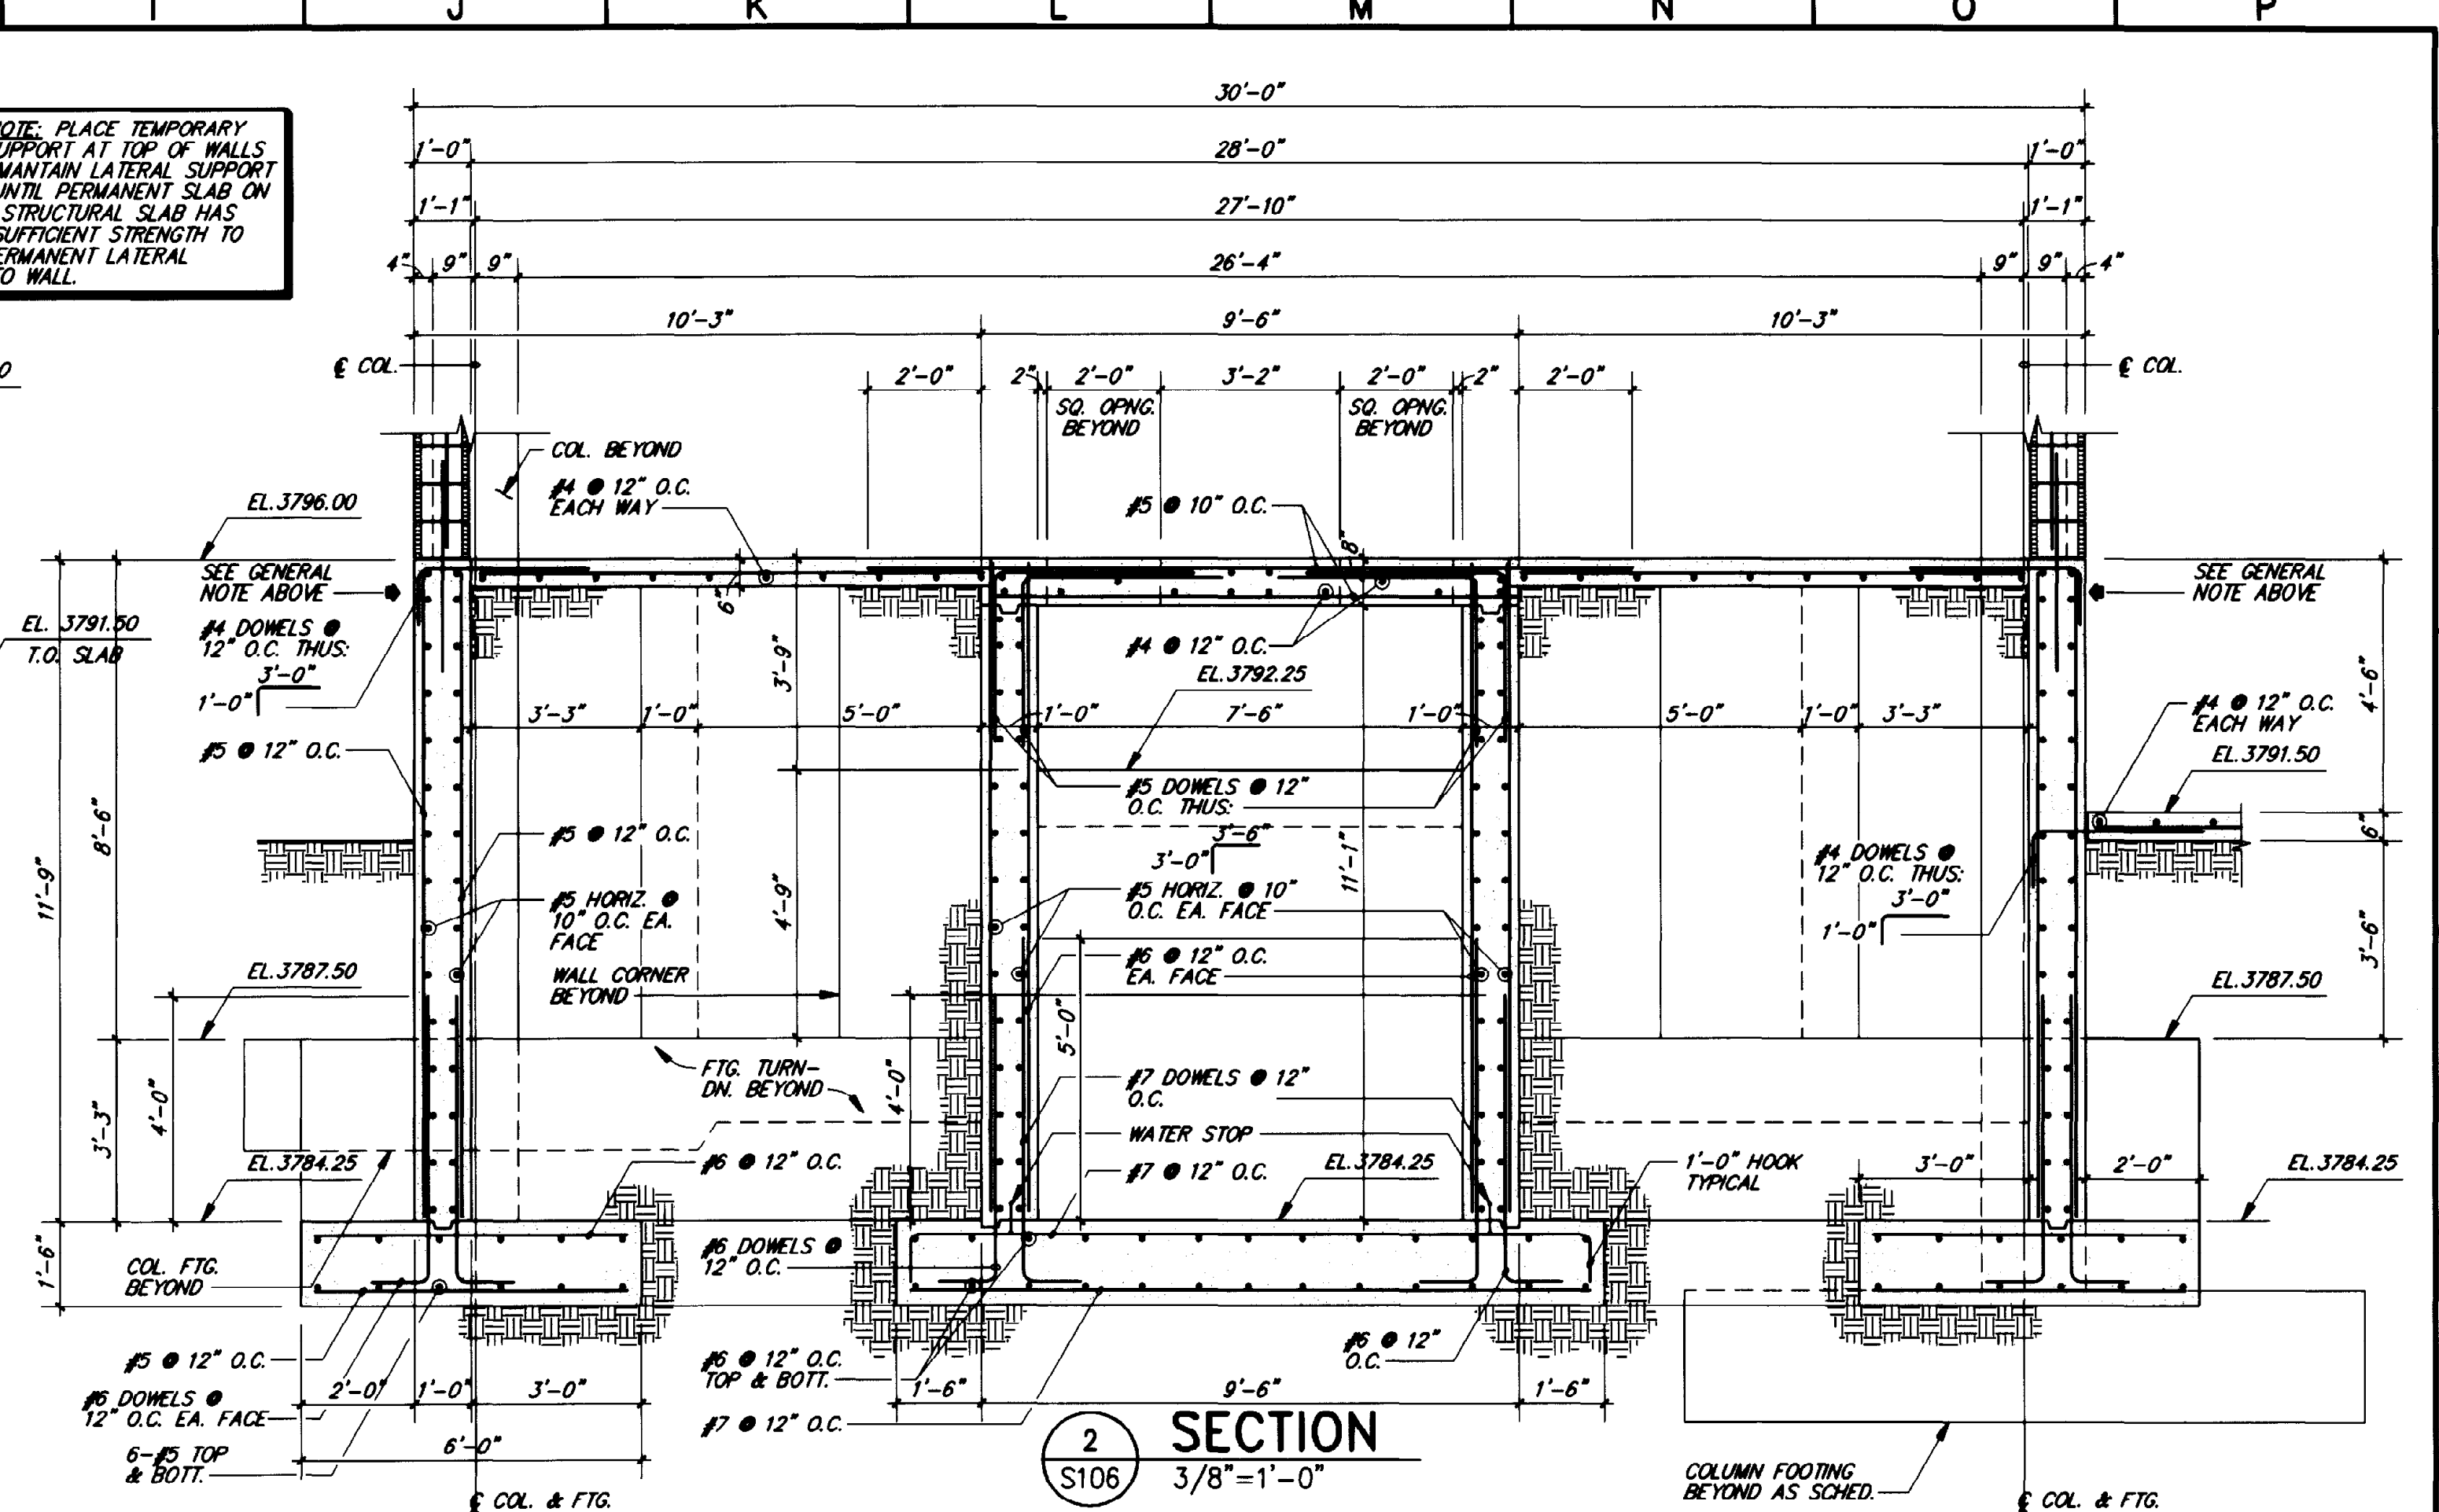 I J K L M N O P
OTE: PLACE TEMPORARY
UPPORT AT TOP OF WALLS
MANTAIN LATERAL SUPPORT
UNTIL PERMANENT SLAB ON
STRUCTURAL SLAB HAS
SUFFICIENT STRENGTH TO
ERMANENT LATERAL
TO WALL.
30'-0"
1'-0" 28'-0" 1'-0"
1'-1" 27'-10" 1'-1"
4" 9" 9" 26'-4" 9" 9" 4"
10'-3" 9'-6" 10'-3"
0
℄ COL.
2'-0" 2" 2'-0" 3'-2" 2'-0" 2" 2'-0"
℄ COL.
SQ. OPNG.
BEYOND
SQ. OPNG.
BEYOND
COL. BEYOND
#4 @ 12" O.C.
EACH WAY
EL.3796.00
#5 @ 10" O.C.
8"
6"
SEE GENERAL
NOTE ABOVE
SEE GENERAL
NOTE ABOVE
EL. 3791.50
T.O. SLAB
#4 DOWELS @
12" O.C. THUS:
3'-0"
1'-0"
#4 @ 12" O.C.
EL.3792.25
3'-9"
4'-6"
3'-3" 1'-0" 5'-0" 1'-0" 7'-6" 1'-0" 5'-0" 1'-0" 3'-3"
#4 @ 12" O.C.
EACH WAY
EL.3791.50
#5 @ 12" O.C.
#5 DOWELS @ 12"
O.C. THUS:
3'-6"
3'-0"
8'-6"
11'-9"
#5 @ 12" O.C.
11'-1"
6"
#4 DOWELS @
12" O.C. THUS:
3'-0"
1'-0"
#5 HORIZ. @
10" O.C. EA.
FACE
4'-9"
#5 HORIZ. @ 10"
O.C. EA. FACE
3'-6"
EL.3787.50
WALL CORNER
BEYOND
#6 @ 12" O.C.
EA. FACE
EL.3787.50
5'-0"
4'-0"
4'-0"
3'-3"
FTG. TURN-
DN. BEYOND
#7 DOWELS @ 12"
O.C.
WATER STOP
EL.3784.25
#6 @ 12" O.C.
#7 @ 12" O.C.
EL.3784.25
1'-0" HOOK
TYPICAL
3'-0" 2'-0"
EL.3784.25
1'-6"
COL. FTG.
BEYOND
#6 DOWELS @
12" O.C.
#5 @ 12" O.C.
#6 @ 12" O.C.
TOP & BOTT.
#6 @ 12"
O.C.
2'-0" 1'-0" 3'-0"
1'-6" 9'-6" 1'-6"
#6 DOWELS @
12" O.C. EA. FACE
#7 @ 12" O.C.
6'-0"
6-#5 TOP
& BOTT.
2
S106
SECTION
3/8"=1'-0"
COLUMN FOOTING
BEYOND AS SCHED.
℄ COL. & FTG.
℄ COL. & FTG.